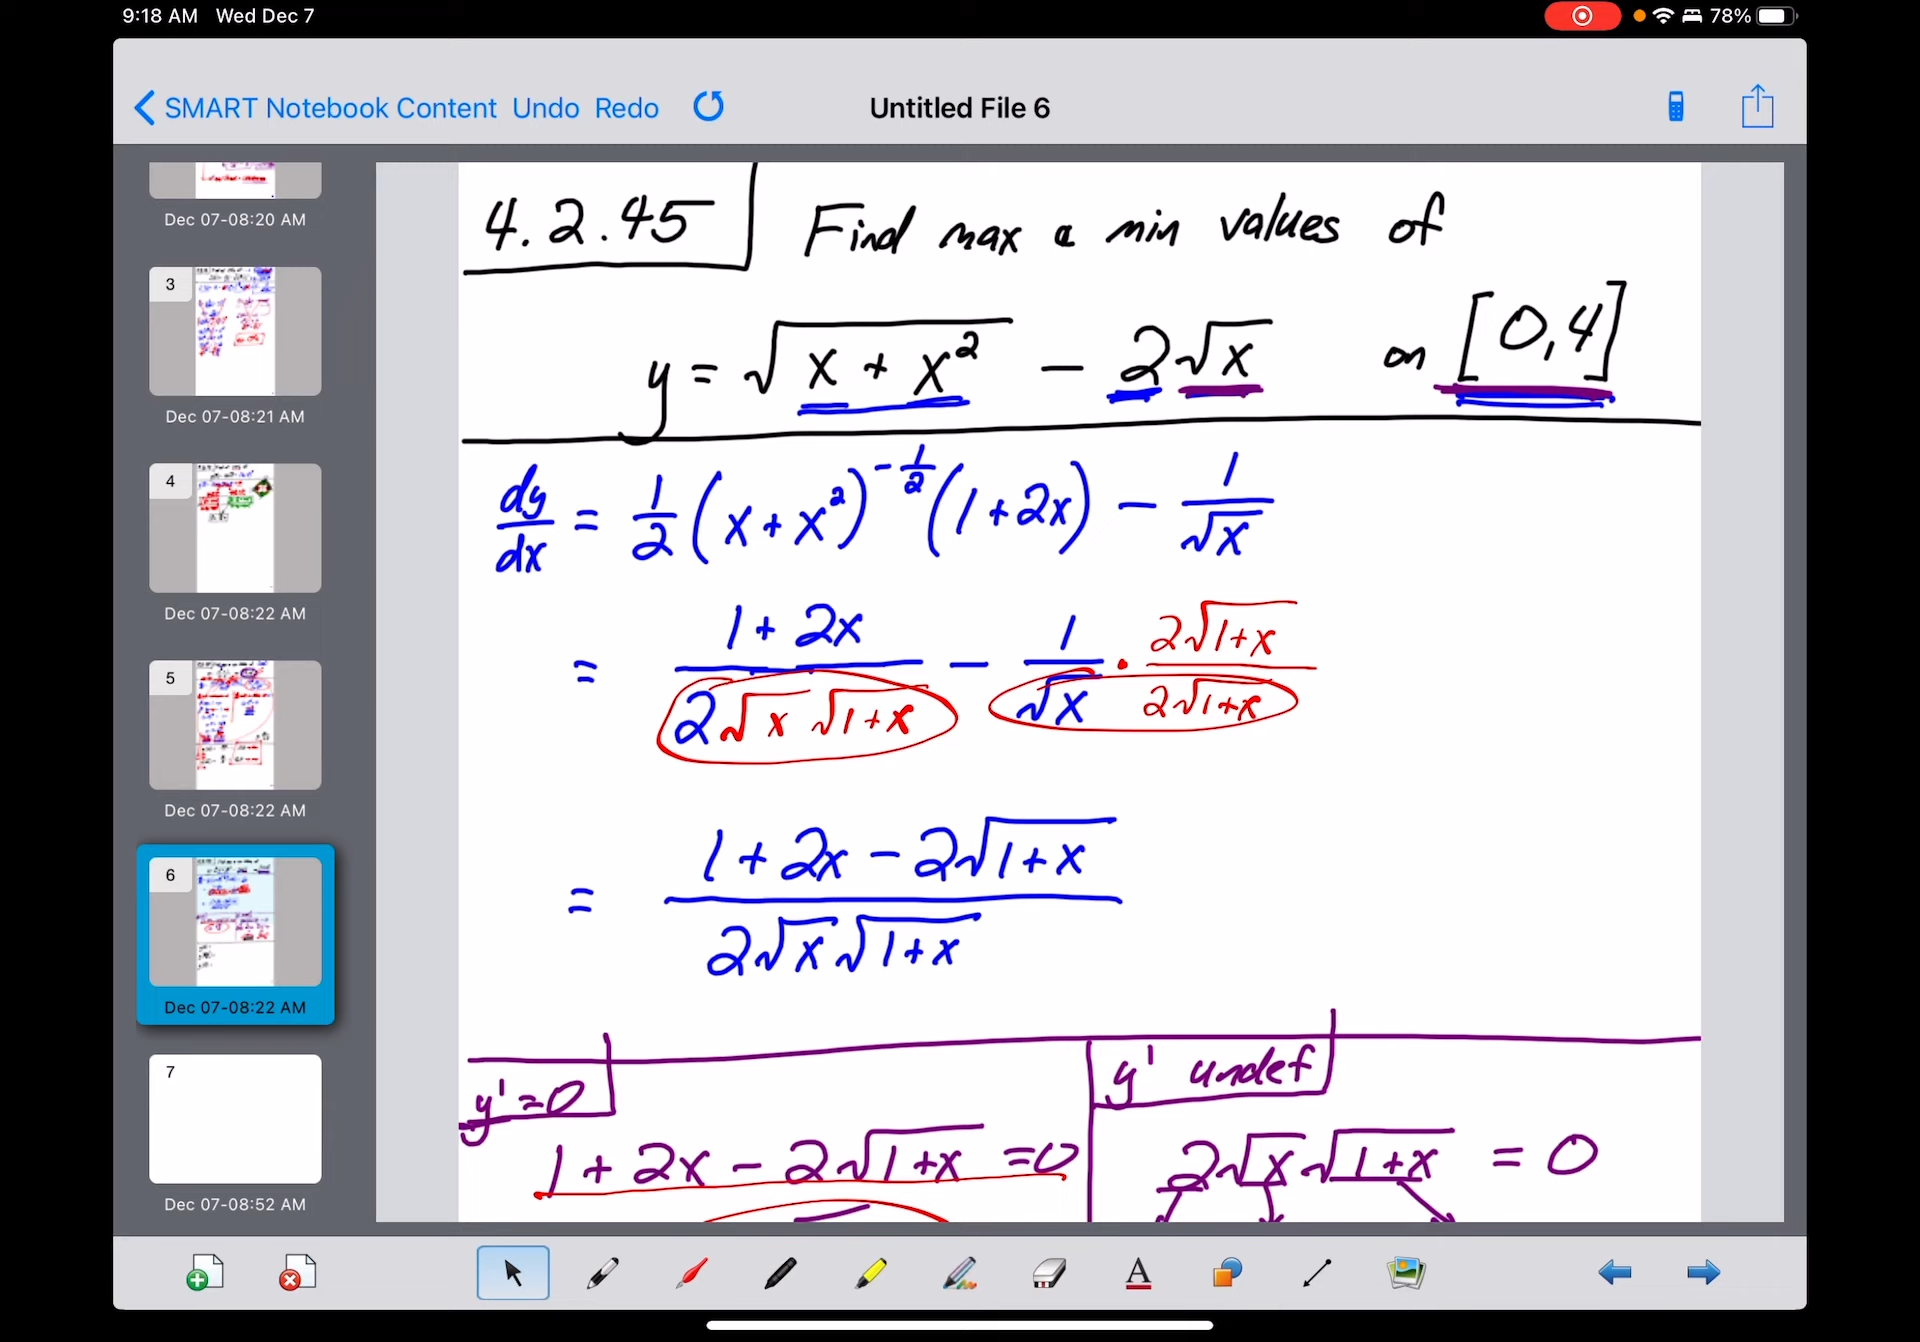 9:18 AM Wed Dec 7
78%
SMART Notebook Content Undo Redo
Untitled File 6
Dec 07-08:20 AM
3
Dec 07-08:21 AM
4
Dec 07-08:22 AM
5
Dec 07-08:22 AM
6
Dec 07-08:22 AM
7
Dec 07-08:52 AM
4.2.45 Find max & min values of
y = √(x + x²) - 2√x on [0,4]
dy/dx = 1/2 (x + x²)^(-1/2) (1+2x) - 1/√x
= (1 + 2x)/(2√x √(1+x)) - 1/√x · (2√(1+x))/(2√(1+x))
= (1 + 2x - 2√(1+x))/(2√x √(1+x))
y' = 0
1 + 2x - 2√(1+x) = 0
y' undef
2√x √(1+x) = 0
A